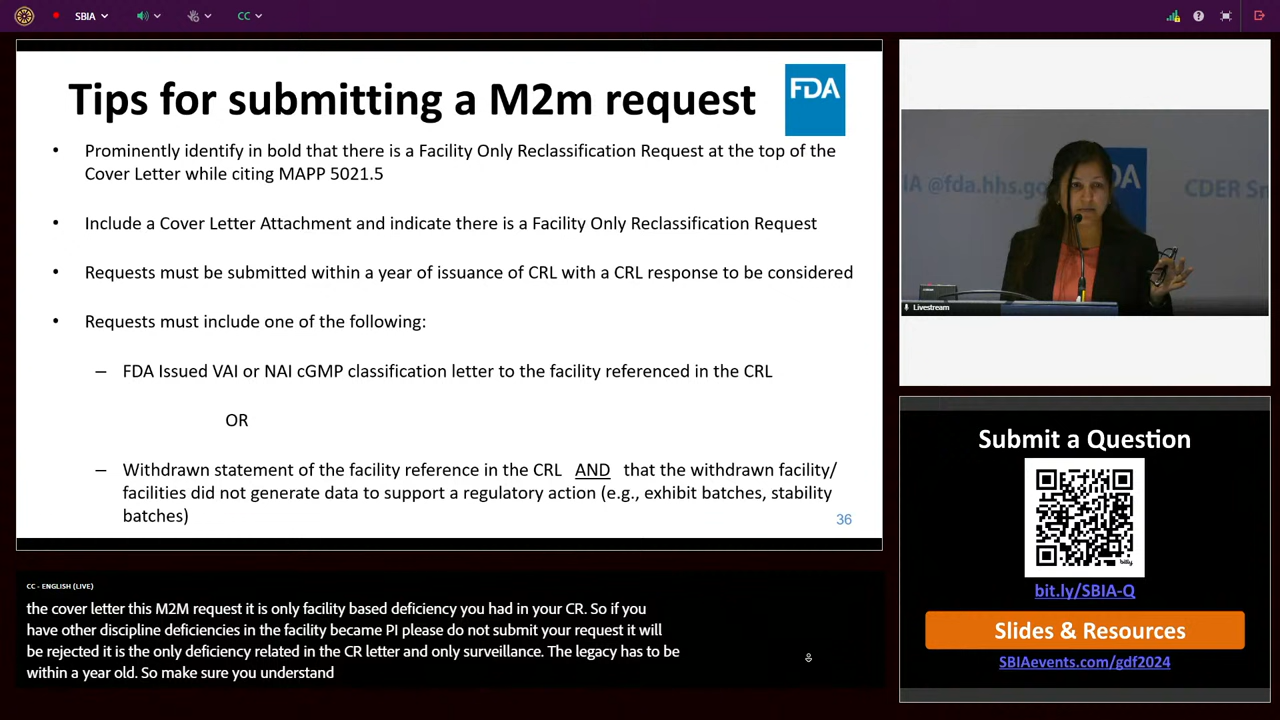 SBIA
CC
Tips for submitting a M2m request
FDA
• Prominently identify in bold that there is a Facility Only Reclassification Request at the top of the
Cover Letter while citing MAPP 5021.5
• Include a Cover Letter Attachment and indicate there is a Facility Only Reclassification Request
• Requests must be submitted within a year of issuance of CRL with a CRL response to be considered
• Requests must include one of the following:
– FDA Issued VAI or NAI cGMP classification letter to the facility referenced in the CRL
OR
– Withdrawn statement of the facility reference in the CRL AND that the withdrawn facility/
facilities did not generate data to support a regulatory action (e.g., exhibit batches, stability
batches)
36
IA @fda.hhs.go
DA
CDER Sm
Livestream
Submit a Question
bitly
bit.ly/SBIA-Q
Slides & Resources
SBIAevents.com/gdf2024
CC - ENGLISH (LIVE)
the cover letter this M2M request it is only facility based deficiency you had in your CR. So if you
have other discipline deficiencies in the facility became PI please do not submit your request it will
be rejected it is the only deficiency related in the CR letter and only surveillance. The legacy has to be
within a year old. So make sure you understand